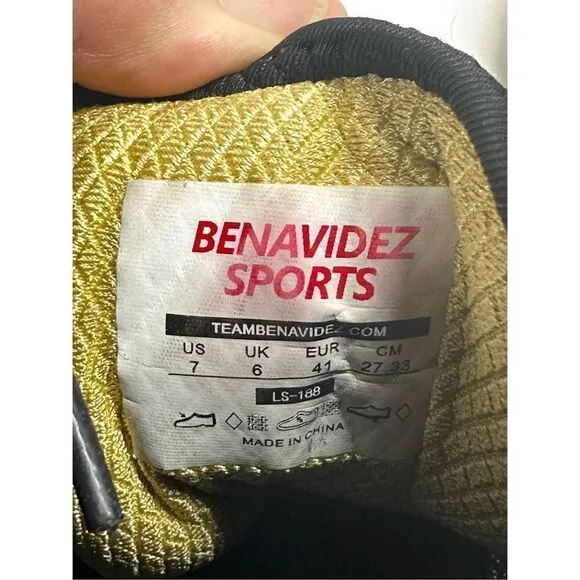 BENAVIDEZ
SPORTS
TEAMBENAVIDEZ.COM
US UK EUR CM
7 6 41 27.33
LS-188
MADE IN CHINA